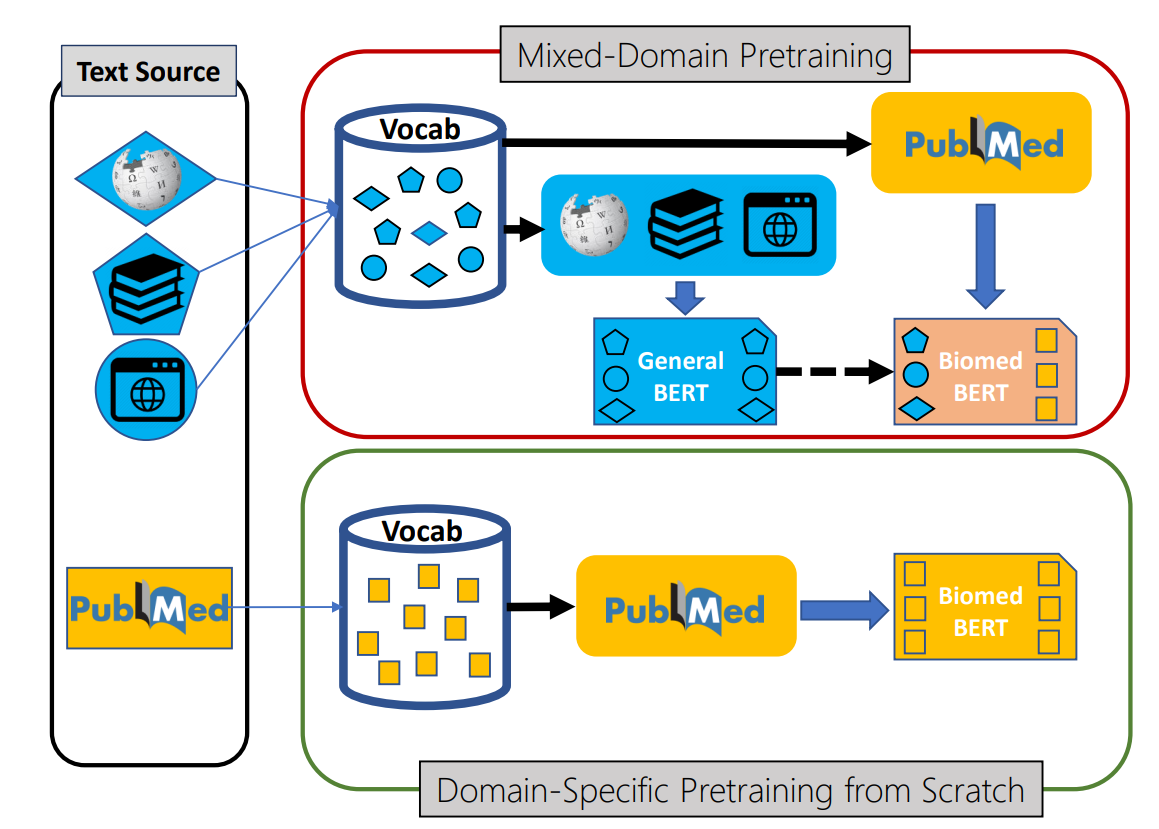 Text Source
Mixed-Domain Pretraining
Vocab
PubMed
General
BERT
Biomed
BERT
Vocab
PubMed
PubMed
Biomed
BERT
Domain-Specific Pretraining from Scratch